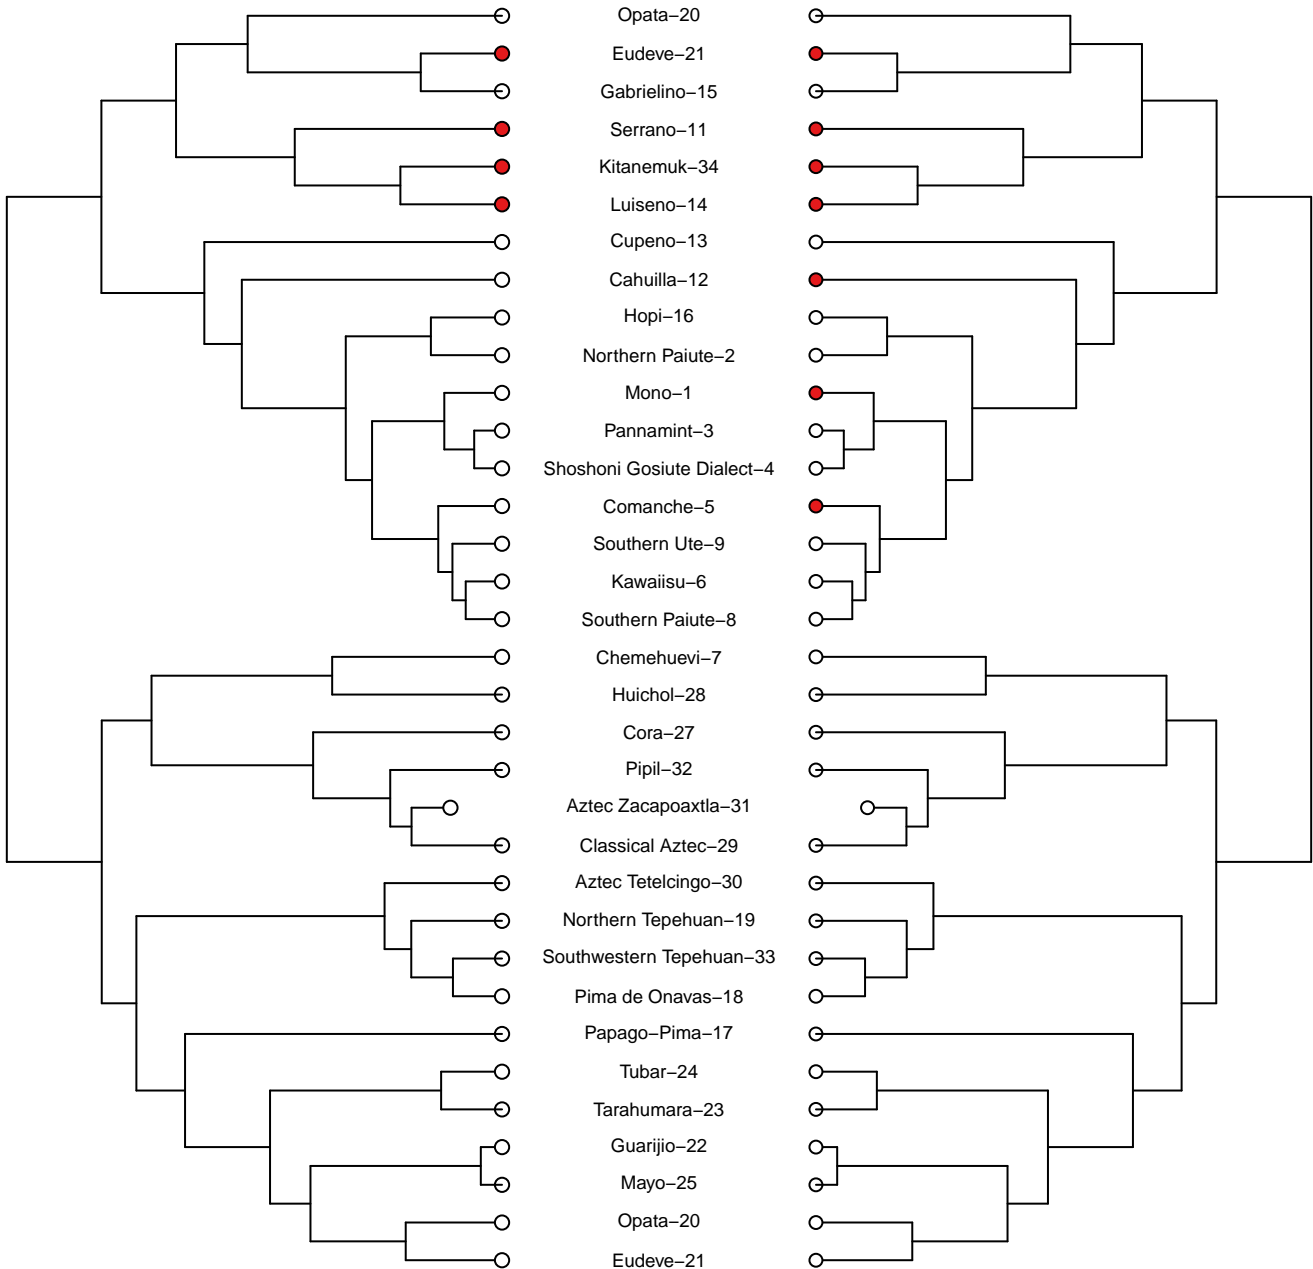 Opata−20
Eudeve−21
Gabrielino−15
Serrano−11
Kitanemuk−34
Luiseno−14
Cupeno−13
Cahuilla−12
Hopi−16
Northern Paiute−2
Mono−1
Pannamint−3
Shoshoni Gosiute Dialect−4
Comanche−5
Southern Ute−9
Kawaiisu−6
Southern Paiute−8
Chemehuevi−7
Huichol−28
Cora−27
Pipil−32
Aztec Zacapoaxtla−31
Classical Aztec−29
Aztec Tetelcingo−30
Northern Tepehuan−19
Southwestern Tepehuan−33
Pima de Onavas−18
Papago−Pima−17
Tubar−24
Tarahumara−23
Guarijio−22
Mayo−25
Opata−20
Eudeve−21